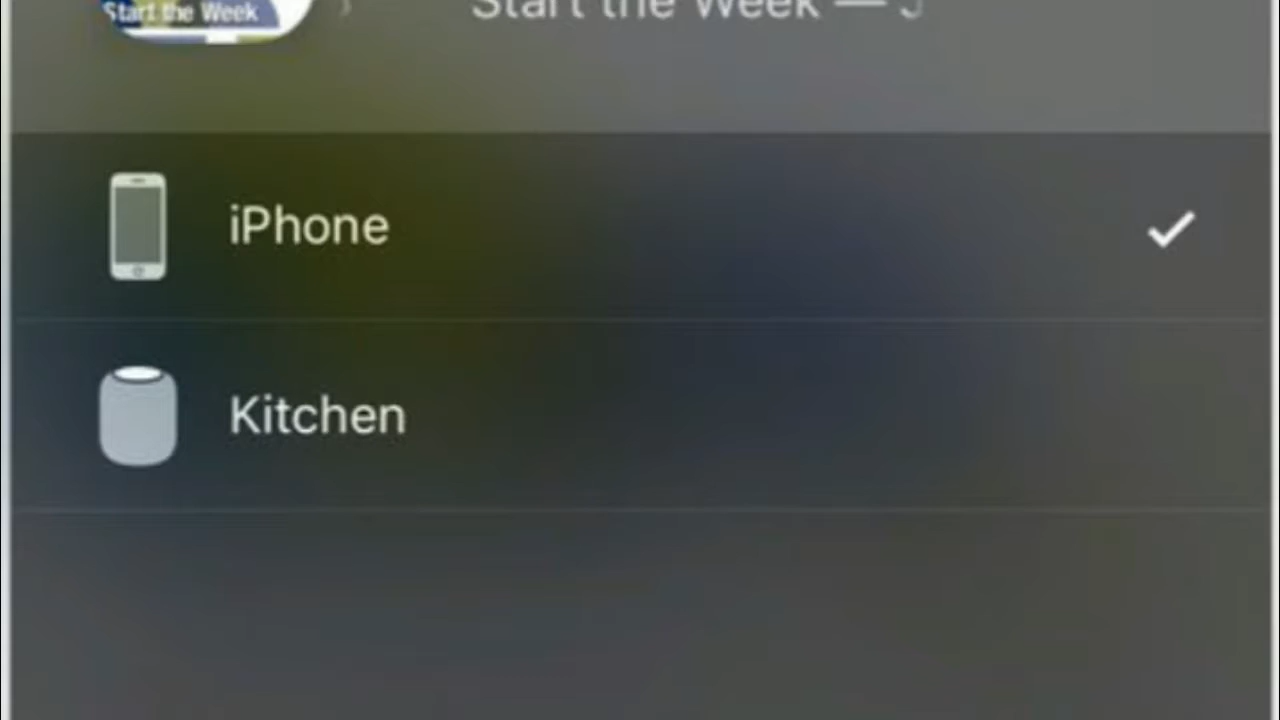 Start the Week
Start the Week —
iPhone
Kitchen